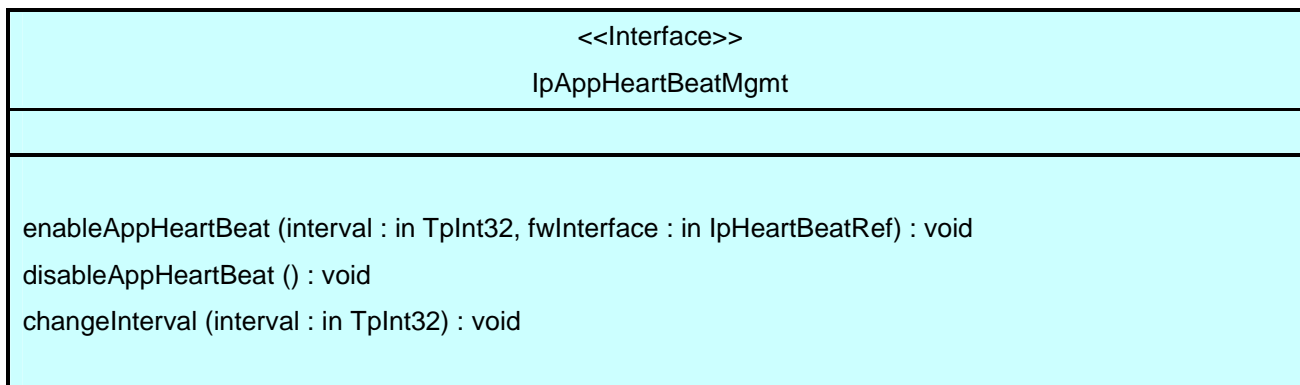 <<Interface>>
IpAppHeartBeatMgmt
enableAppHeartBeat (interval : in TpInt32, fwInterface : in IpHeartBeatRef) : void
disableAppHeartBeat () : void
changeInterval (interval : in TpInt32) : void